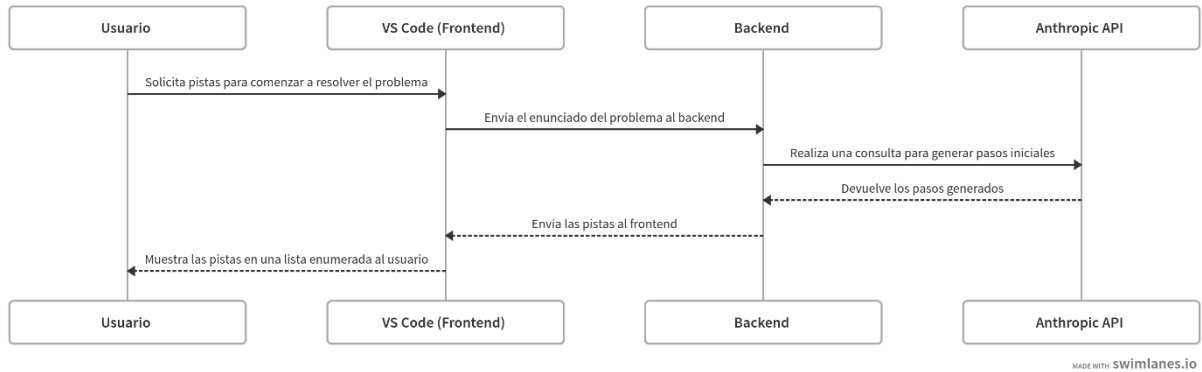 Usuario
VS Code (Frontend)
Backend
Anthropic API
Solicita pistas para comenzar a resolver el problema
Envía el enunciado del problema al backend
Realiza una consulta para generar pasos iniciales
Devuelve los pasos generados
Envía las pistas al frontend
Muestra las pistas en una lista enumerada al usuario
Usuario
VS Code (Frontend)
Backend
Anthropic API
MADE WITH swimlanes.io